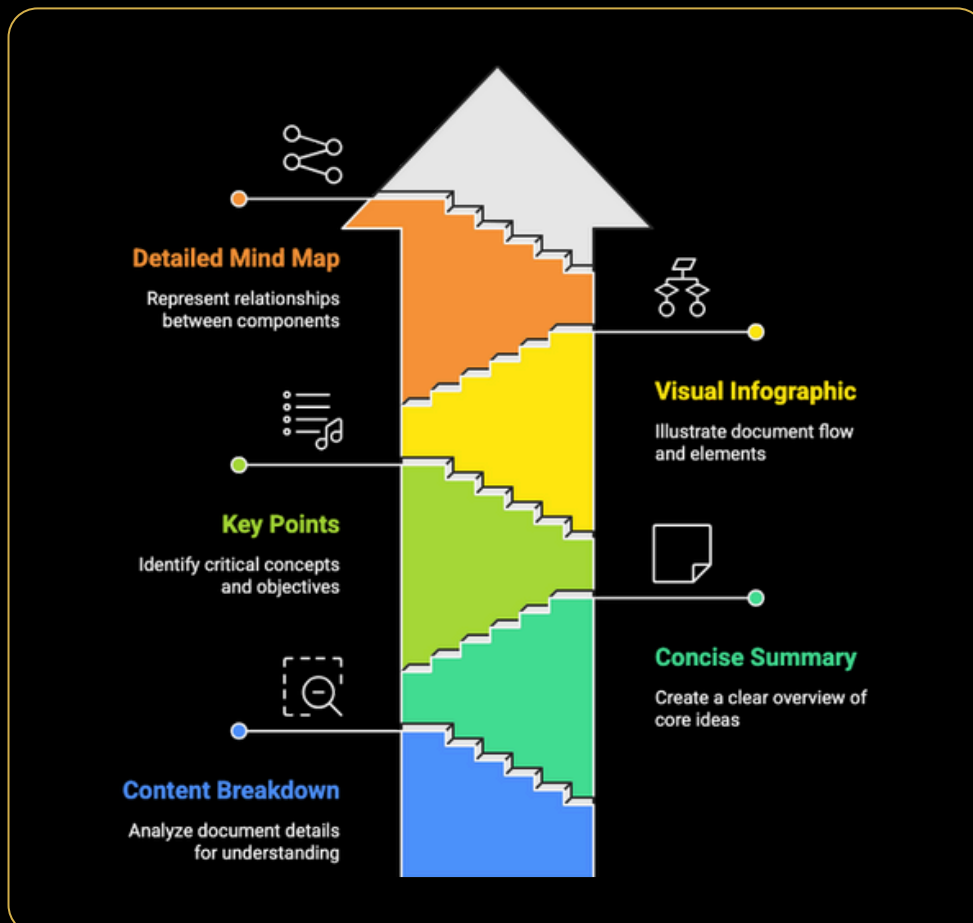 Detailed Mind Map
Represent relationships
between components
Visual Infographic
Illustrate document flow
and elements
Key Points
Identify critical concepts
and objectives
Concise Summary
Create a clear overview of
core ideas
Content Breakdown
Analyze document details
for understanding